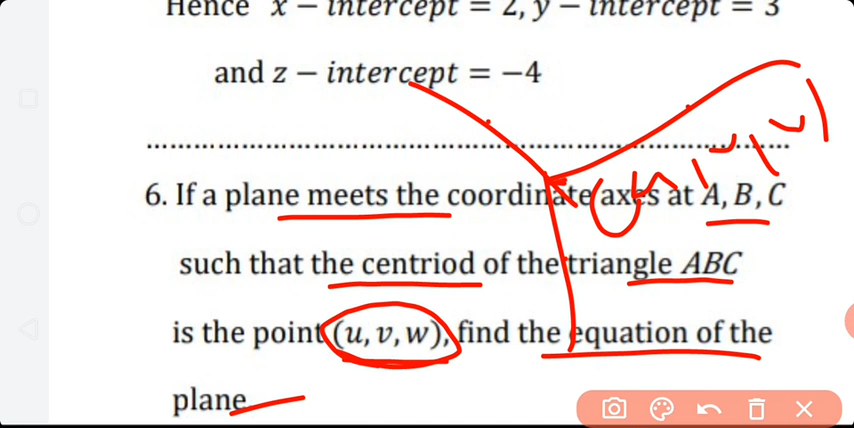 Hence x − intercept = 2, y − intercept = 3
and z − intercept = −4
6. If a plane meets the coordinate axes at A, B, C
such that the centriod of the triangle ABC
is the point (u, v, w), find the equation of the
plane